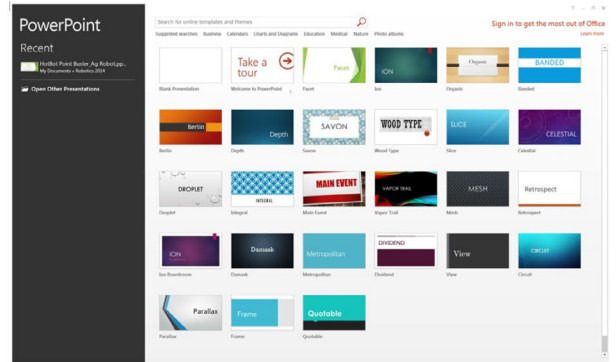 PowerPoint
Recent
HotBot Point Buster_Ag Robot.pp...
My Documents » Robotics 2014
Open Other Presentations
Search for online templates and themes
Sign in to get the most out of Office
Learn more
Suggested searches: Business Calendars Charts and Diagrams Education Medical Nature Photo albums
Take a tour
Facet
ION
Organic
BANDED
Blank Presentation
Welcome to PowerPoint
Facet
Ion
Organic
Banded
Berlin
Depth
SAVON
WOOD TYPE
SLICE
CELESTIAL
Berlin
Depth
Savon
Wood Type
Slice
Celestial
DROPLET
INTEGRAL
MAIN EVENT
VAPOR TRAIL
MESH
Retrospect
Droplet
Integral
Main Event
Vapor Trail
Mesh
Retrospect
ION
Damask
Metropolitan
DIVIDEND
View
CIRCUIT
Ion Boardroom
Damask
Metropolitan
Dividend
View
Circuit
Parallax
Frame
Quotable
Parallax
Frame
Quotable